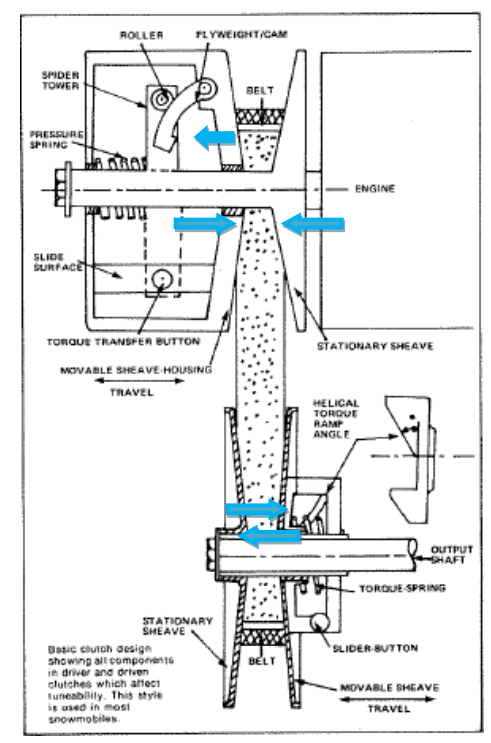 ROLLER
FLYWEIGHT/CAM
SPIDER
TOWER
BELT
PRESSURE
SPRING
ENGINE
SLIDE
SURFACE
TORQUE TRANSFER BUTTON
STATIONARY SHEAVE
MOVABLE SHEAVE-HOUSING
TRAVEL
HELICAL
TORQUE
RAMP
ANGLE
OUTPUT
SHAFT
TORQUE-SPRING
STATIONARY
SHEAVE
SLIDER-BUTTON
BELT
MOVABLE SHEAVE
TRAVEL
Basic clutch design
showing all components
in driver and driven
clutches which affect
tuneability. This style
is used in most
snowmobiles.